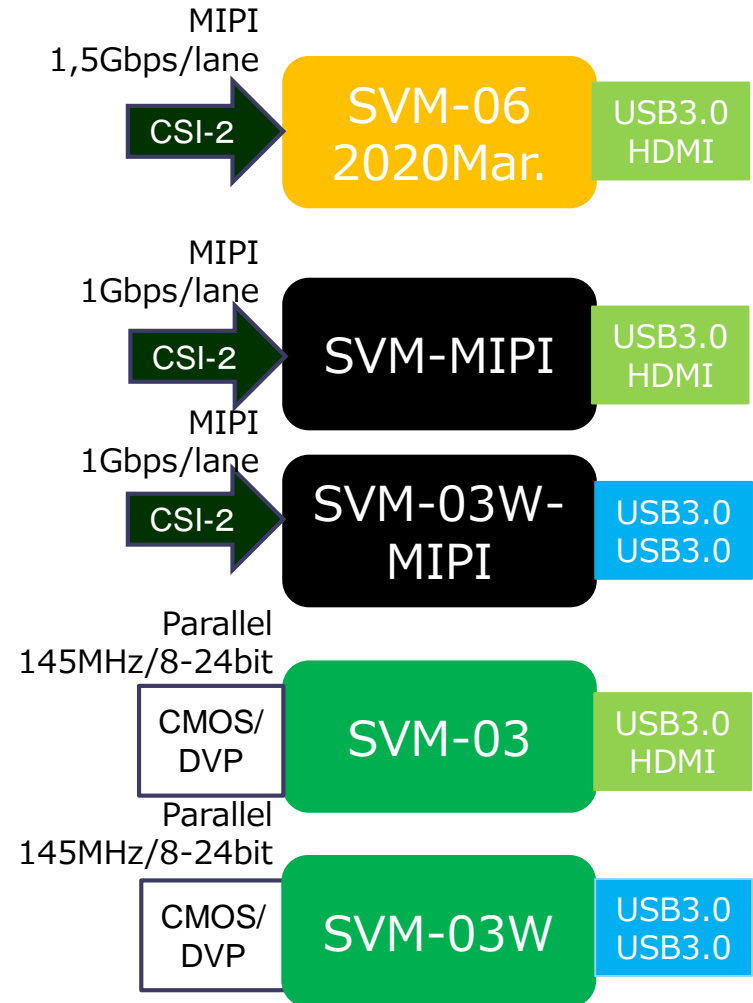 MIPI
1,5Gbps/lane
CSI-2
SVM-06
2020Mar.
USB3.0
HDMI
MIPI
1Gbps/lane
CSI-2
SVM-MIPI
USB3.0
HDMI
MIPI
1Gbps/lane
CSI-2
SVM-03W-
MIPI
USB3.0
USB3.0
Parallel
145MHz/8-24bit
CMOS/
DVP
SVM-03
USB3.0
HDMI
Parallel
145MHz/8-24bit
CMOS/
DVP
SVM-03W
USB3.0
USB3.0